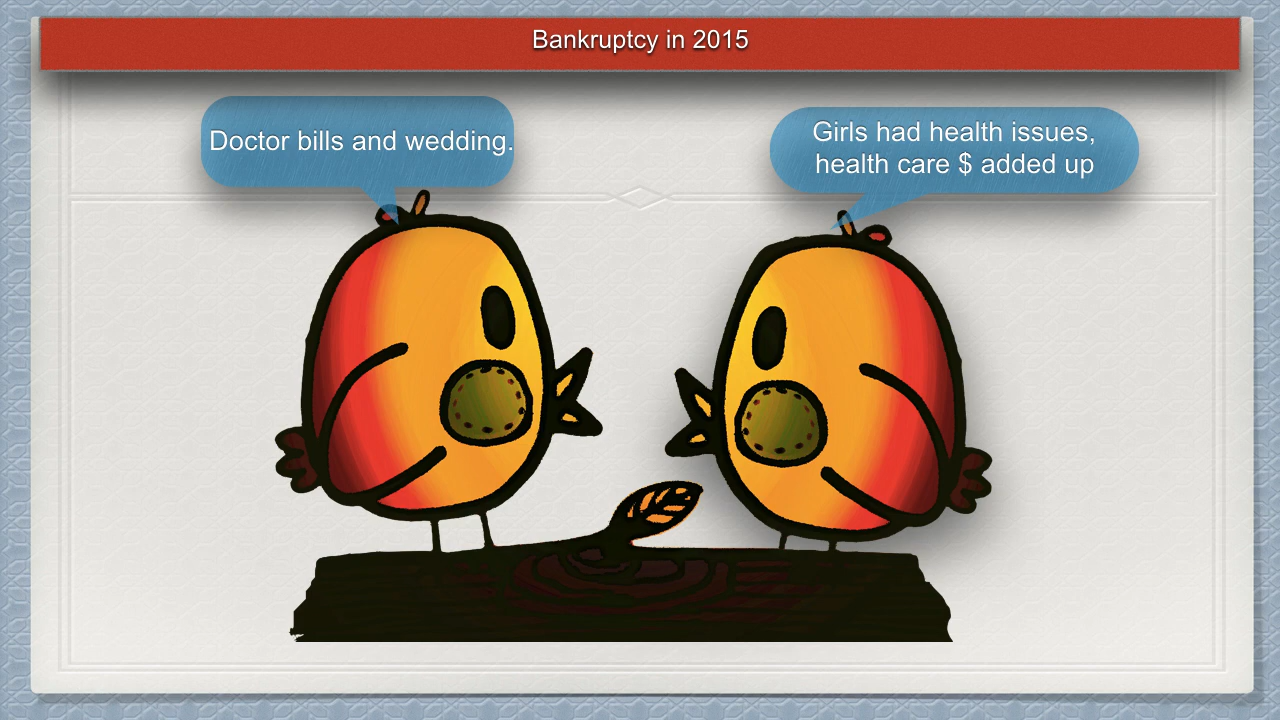 Bankruptcy in 2015
Doctor bills and wedding.
Girls had health issues,
health care $ added up